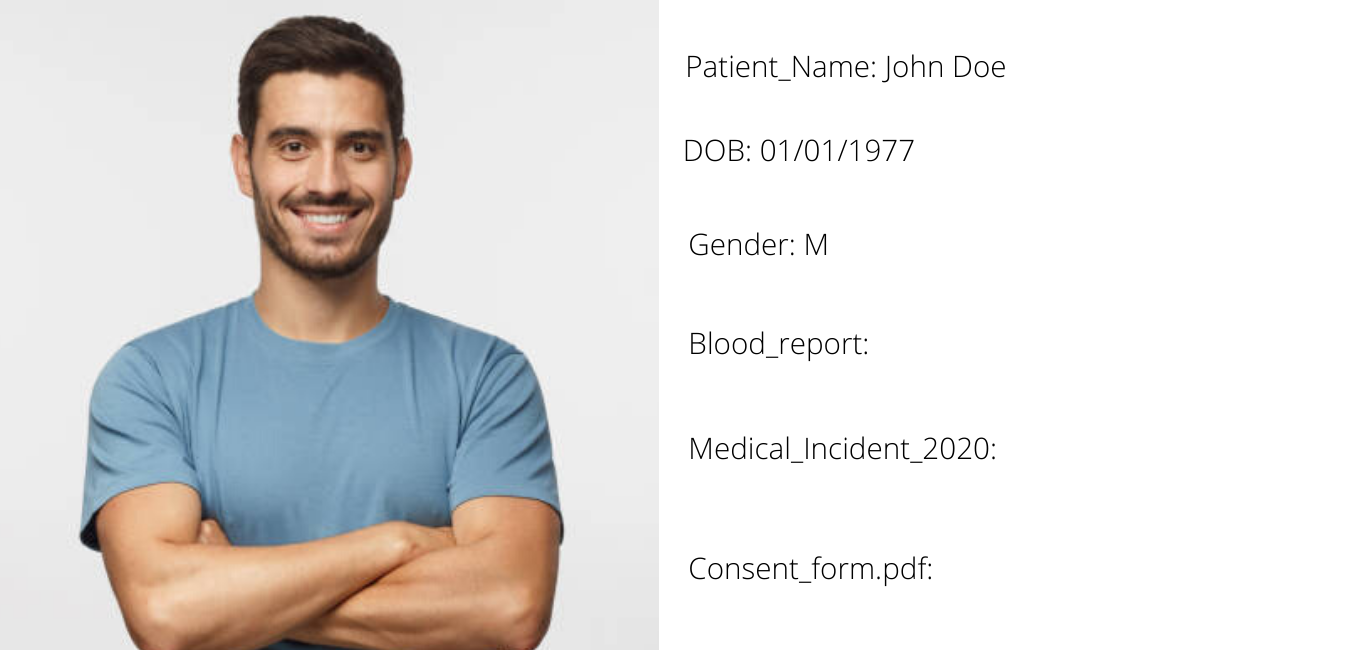 Patient_Name: John Doe
DOB: 01/01/1977
Gender: M
Blood_report:
Medical_Incident_2020:
Consent_form.pdf: